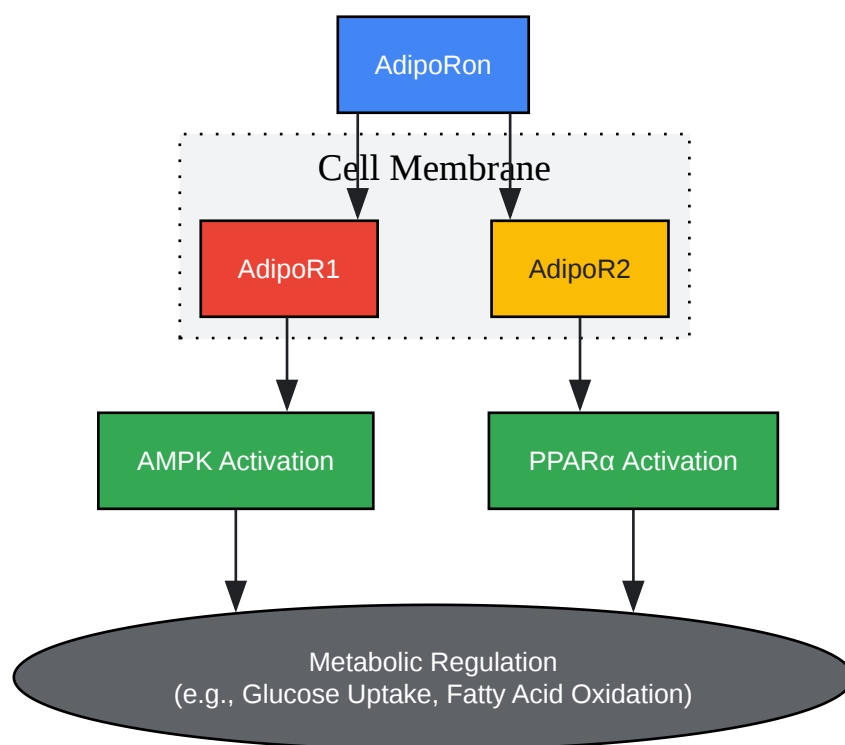 AdipoRon
Cell Membrane
AdipoR1
AdipoR2
AMPK Activation
PPARα Activation
Metabolic Regulation
(e.g., Glucose Uptake, Fatty Acid Oxidation)